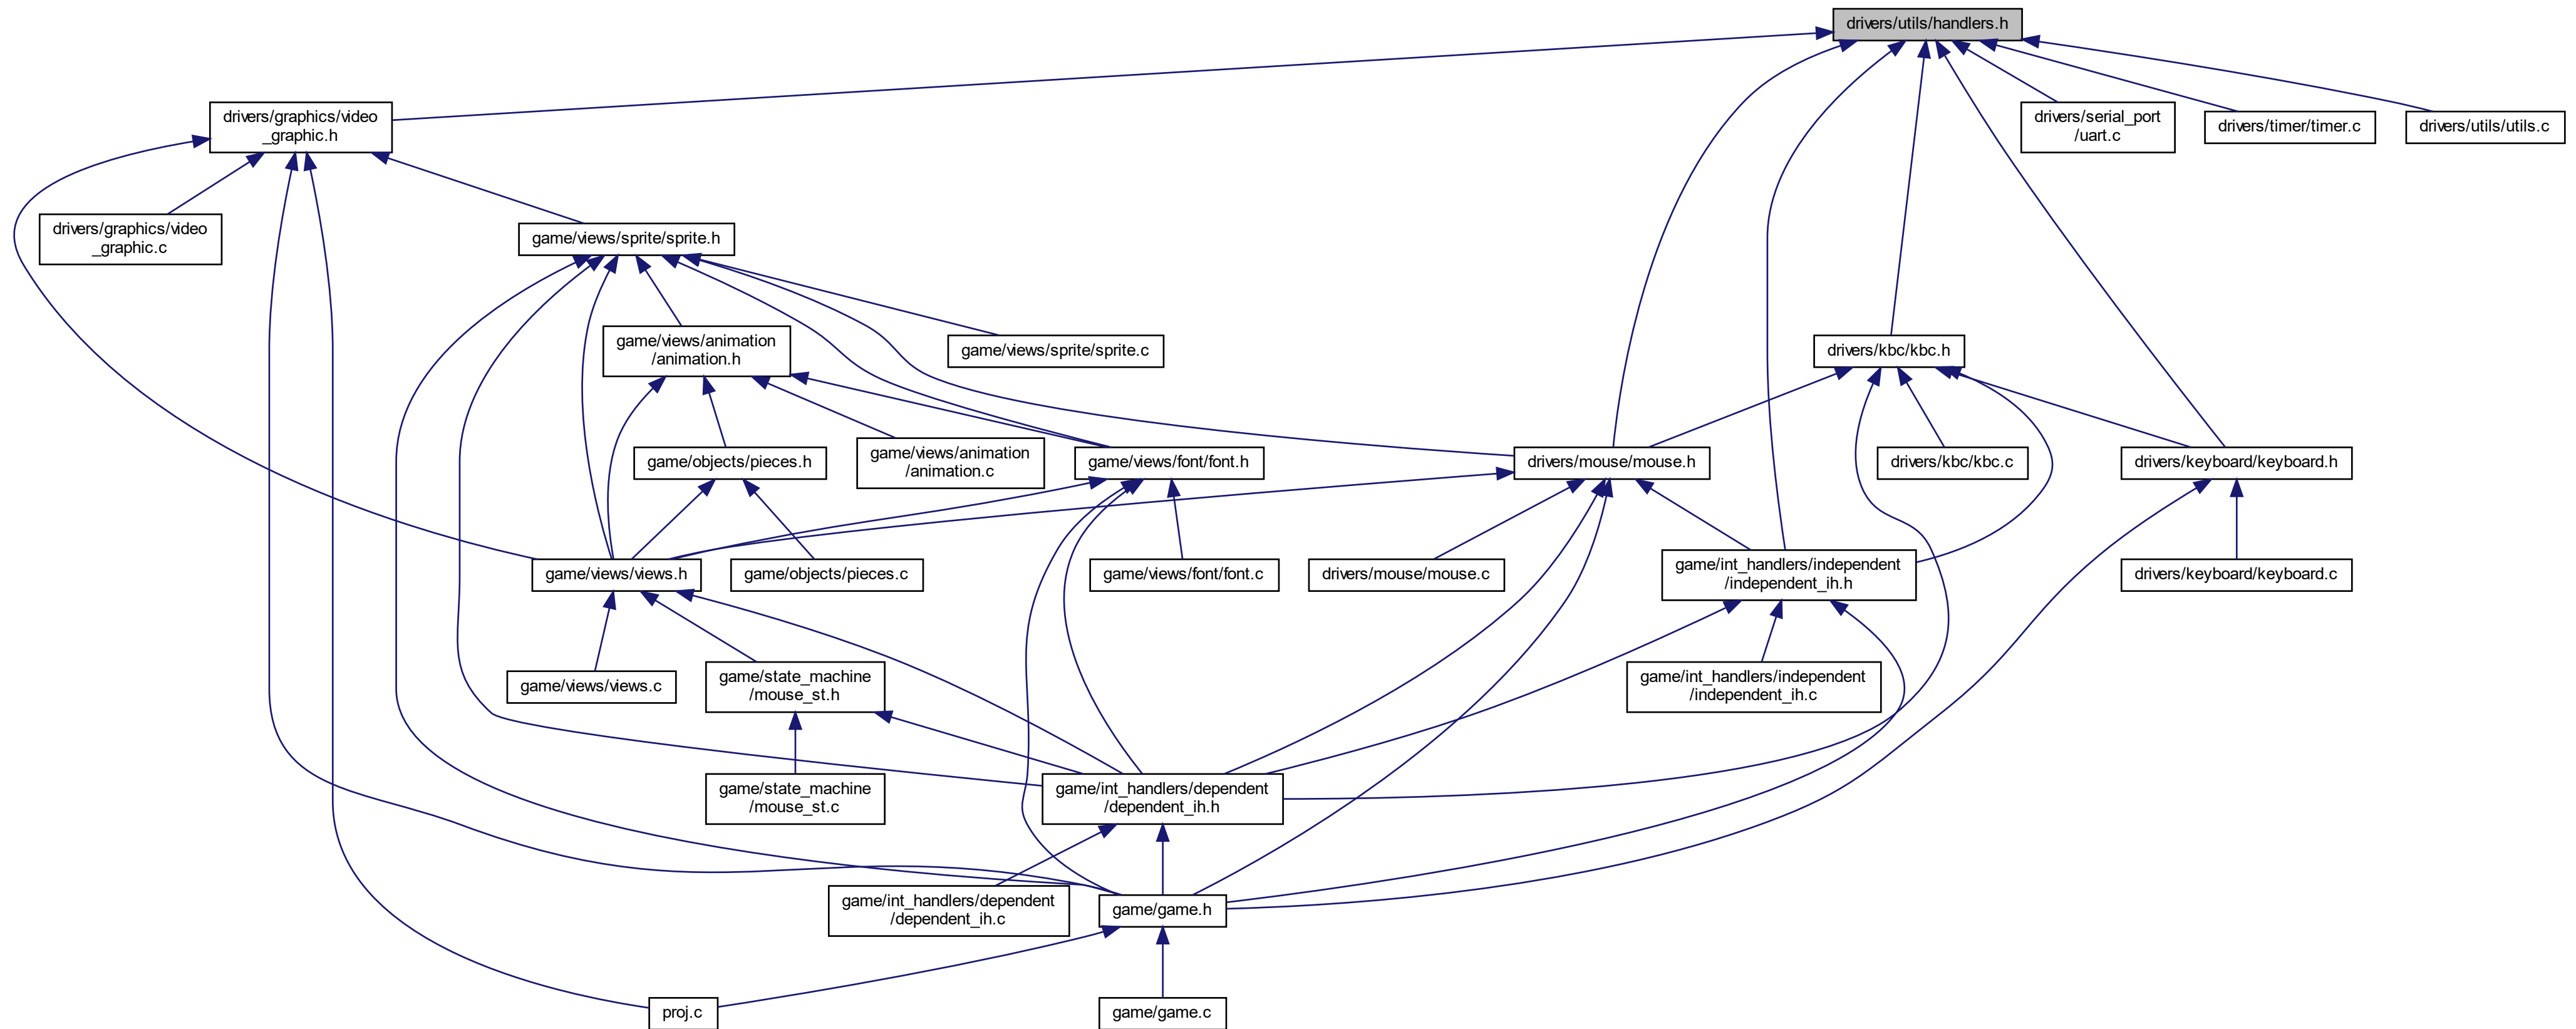 drivers/utils/handlers.h
drivers/graphics/video
_graphic.h
drivers/serial_port
/uart.c
drivers/timer/timer.c
drivers/utils/utils.c
drivers/graphics/video
_graphic.c
game/views/sprite/sprite.h
game/views/animation
/animation.h
game/views/sprite/sprite.c
drivers/kbc/kbc.h
game/objects/pieces.h
game/views/animation
/animation.c
game/views/font/font.h
drivers/mouse/mouse.h
drivers/kbc/kbc.c
drivers/keyboard/keyboard.h
game/views/views.h
game/objects/pieces.c
game/views/font/font.c
drivers/mouse/mouse.c
game/int_handlers/independent
/independent_ih.h
drivers/keyboard/keyboard.c
game/views/views.c
game/state_machine
/mouse_st.h
game/int_handlers/independent
/independent_ih.c
game/state_machine
/mouse_st.c
game/int_handlers/dependent
/dependent_ih.h
game/int_handlers/dependent
/dependent_ih.c
game/game.h
proj.c
game/game.c